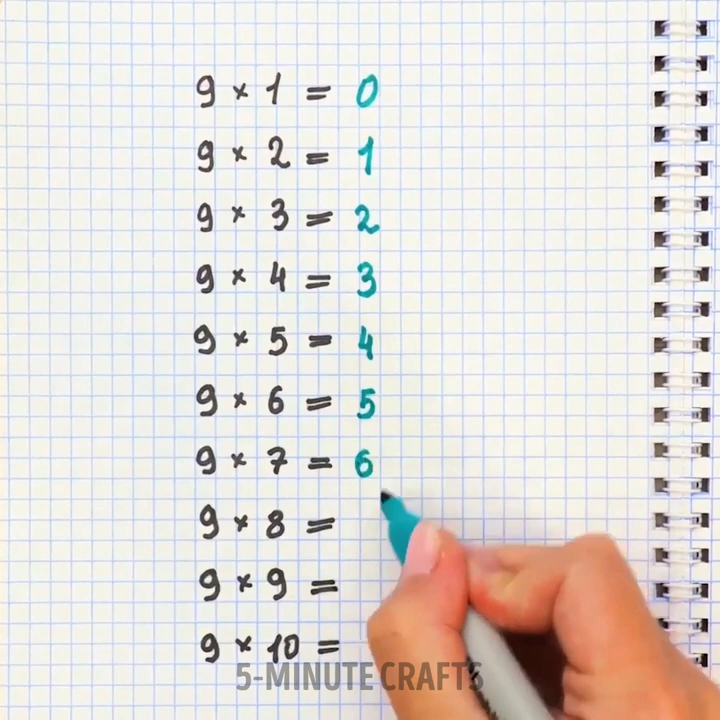 9 × 1 = 0
9 × 2 = 1
9 × 3 = 2
9 × 4 = 3
9 × 5 = 4
9 × 6 = 5
9 × 7 = 6
9 × 8 =
9 × 9 =
9 × 10 =
5-MINUTE CRAFTS